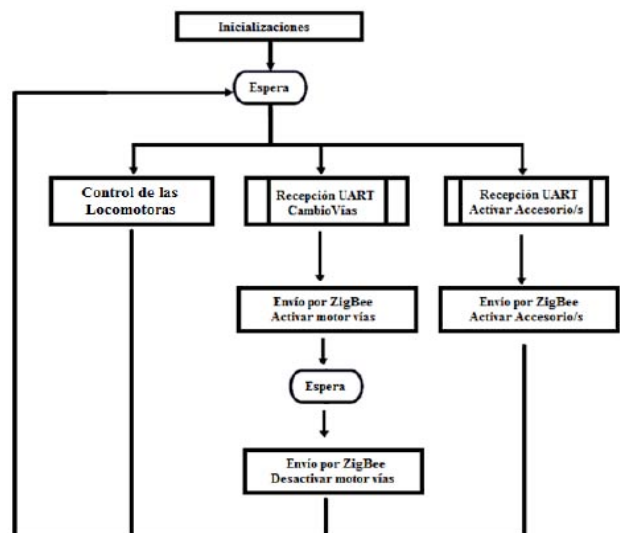 Inicializaciones
Espera
Control de las
Locomotoras
Recepción UART
CambioVías
Recepción UART
Activar Accesorio/s
Envío por ZigBee
Activar motor vías
Envío por ZigBee
Activar Accesorio/s
Espera
Envío por ZigBee
Desactivar motor vías